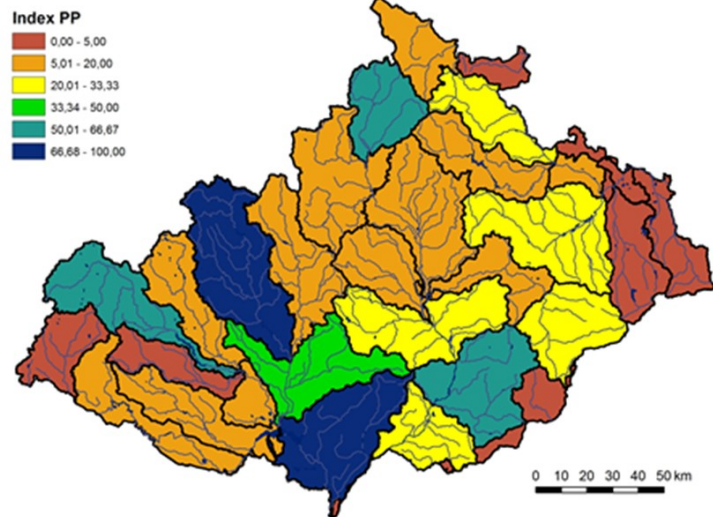 Index PP
0,00 - 5,00
5,01 - 20,00
20,01 - 33,33
33,34 - 50,00
50,01 - 66,67
66,68 - 100,00
0 10 20 30 40 50 km